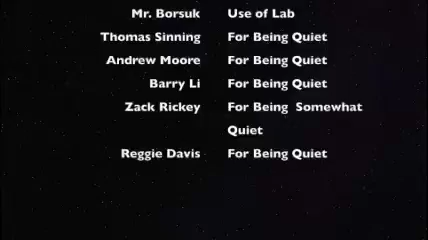 Mr. Borsuk Use of Lab
Thomas Sinning For Being Quiet
Andrew Moore For Being Quiet
Barry Li For Being Quiet
Zack Rickey For Being Somewhat
Quiet
Reggie Davis For Being Quiet